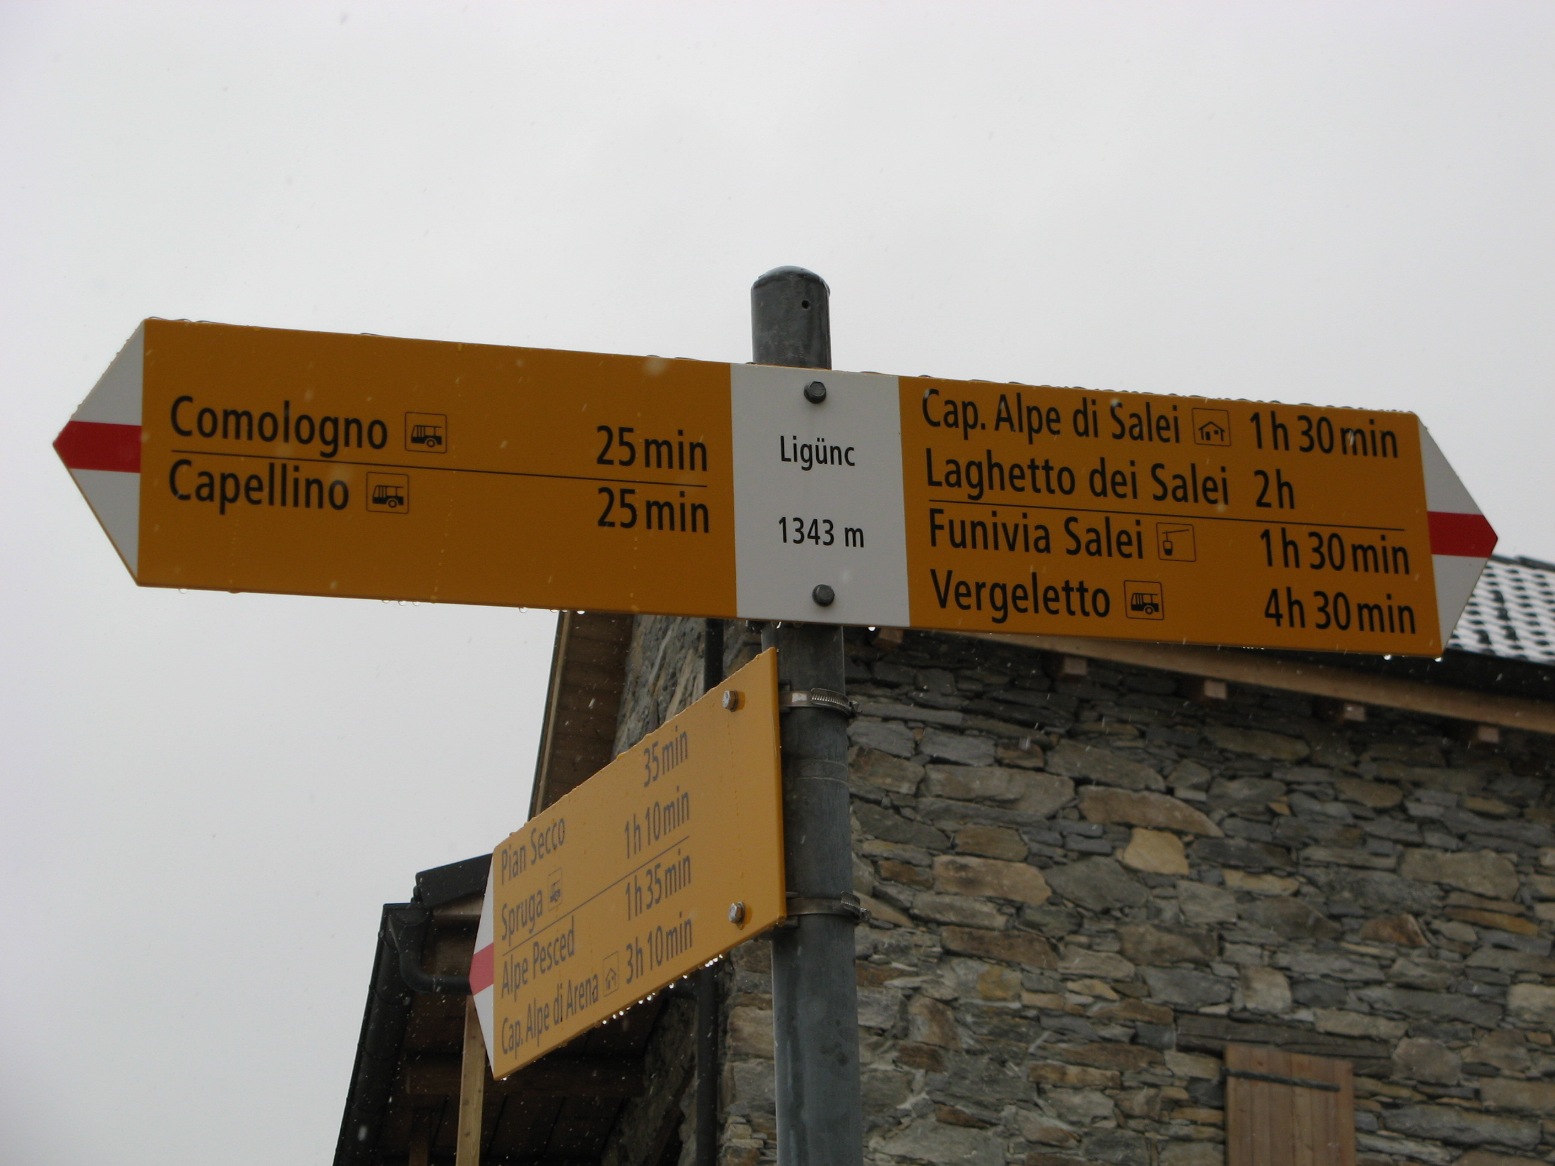 Comologno 25 min
Capellino 25 min
Ligünc
1343 m
Cap. Alpe di Salei 1h 30 min
Laghetto dei Salei 2h
Funivia Salei 1h 30 min
Vergeletto 4h 30 min
Pian Secco 35 min
Spruga 1h 10 min
Alpe Pesced 1h 35 min
Cap. Alpe di Arena 3h 10 min